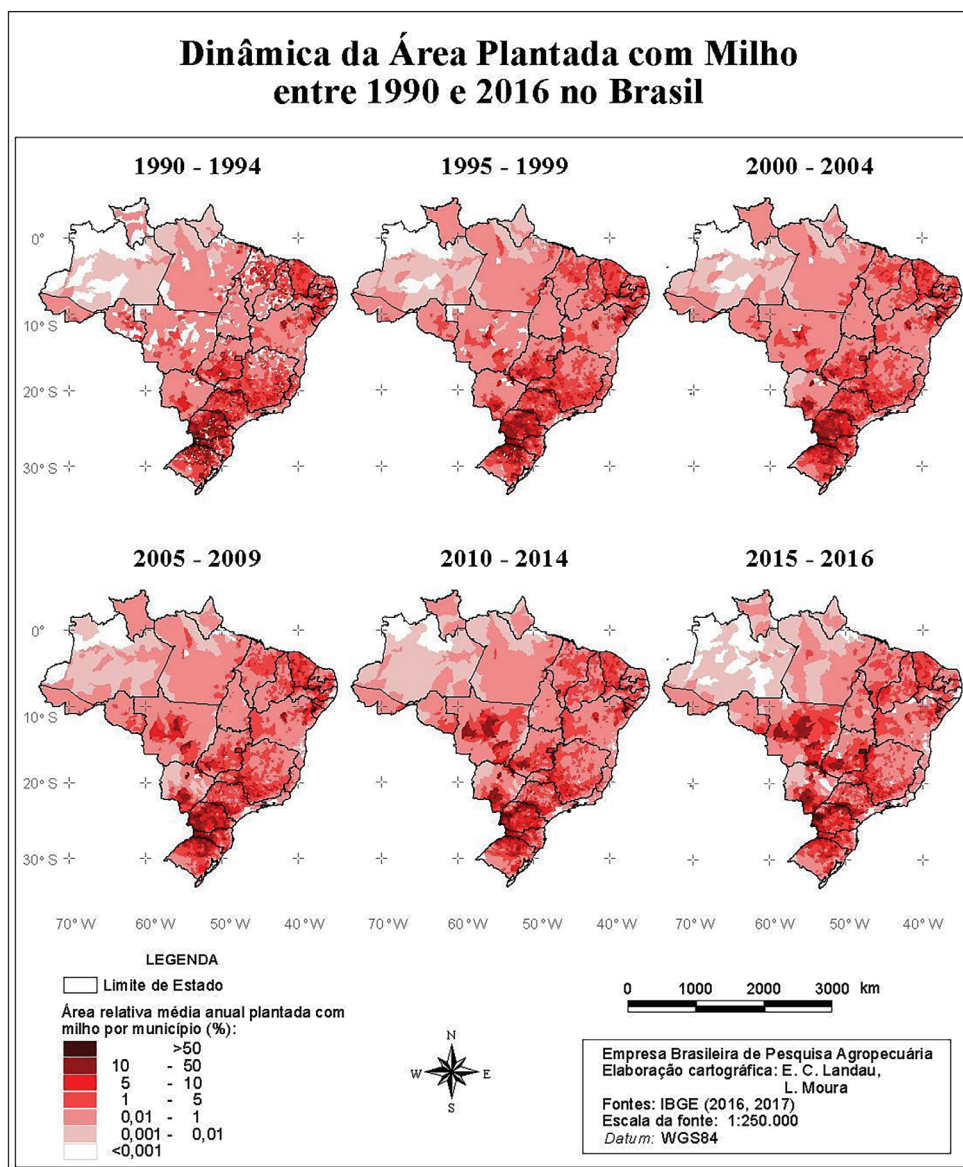 Dinâmica da Área Plantada com Milho
entre 1990 e 2016 no Brasil
1990 - 1994
1995 - 1999
2000 - 2004
0°
10° S
20° S
30° S
2005 - 2009
2010 - 2014
2015 - 2016
0°
10° S
20° S
30° S
70° W 60° W 50° W 40° W
70° W 60° W 50° W 40° W
70° W 60° W 50° W 40° W
LEGENDA
Limite de Estado
Área relativa média anual plantada com
milho por município (%):
>50
10 - 50
5 - 10
1 - 5
0,01 - 1
0,001 - 0,01
<0,001
N
W E
S
0 1000 2000 3000 km
Empresa Brasileira de Pesquisa Agropecuária
Elaboração cartográfica: E. C. Landau,
L. Moura
Fontes: IBGE (2016, 2017)
Escala da fonte: 1:250.000
Datum: WGS84